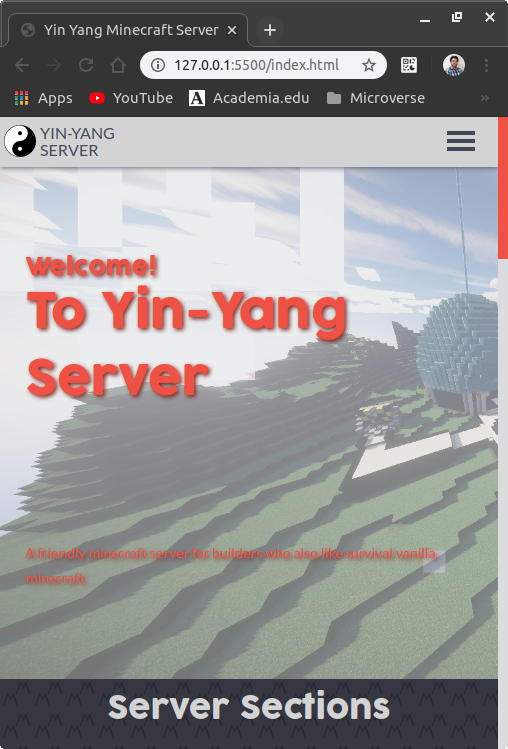 Yin Yang Minecraft Server
127.0.0.1:5500/index.html
Apps YouTube A Academia.edu Microverse »
YIN-YANG
SERVER
Welcome!
To Yin-Yang
Server
A friendly minecraft server for builders who also like survival vanilla
minecraft.
Server Sections